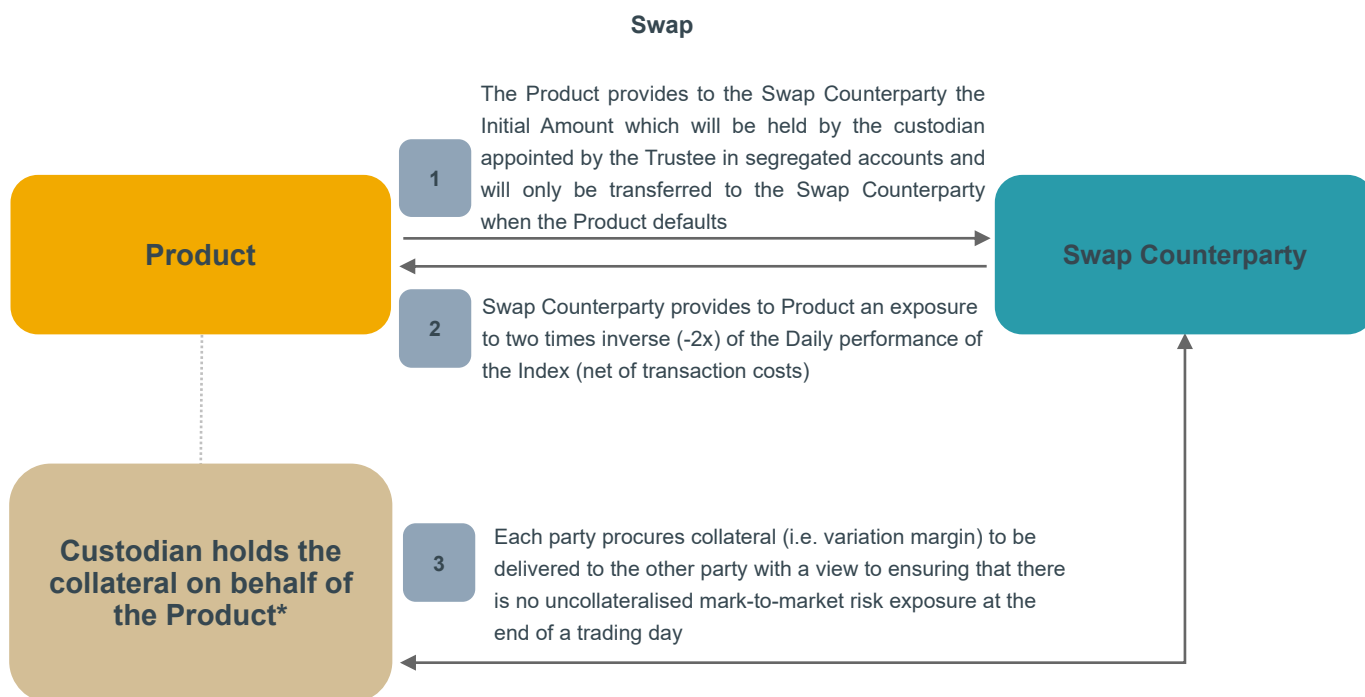 Swap
The Product provides to the Swap Counterparty the
Initial Amount which will be held by the custodian
appointed by the Trustee in segregated accounts and
will only be transferred to the Swap Counterparty
when the Product defaults
1
Product
Swap Counterparty
2
Swap Counterparty provides to Product an exposure
to two times inverse (-2x) of the Daily performance of
the Index (net of transaction costs)
Custodian holds the
collateral on behalf of
the Product*
3
Each party procures collateral (i.e. variation margin) to be
delivered to the other party with a view to ensuring that there
is no uncollateralised mark-to-market risk exposure at the
end of a trading day